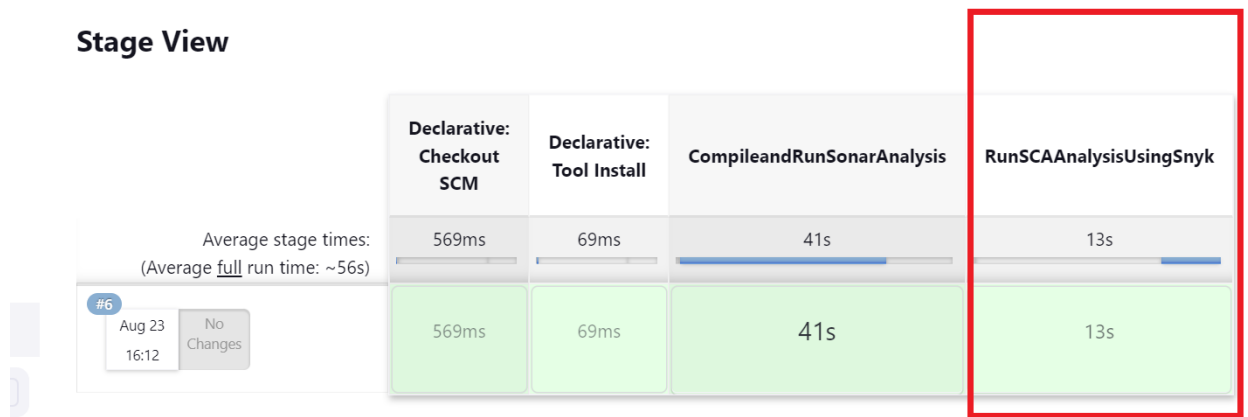 Stage View
Declarative:
Checkout
SCM
Declarative:
Tool Install
CompileandRunSonarAnalysis
RunSCAAnalysisUsingSnyk
Average stage times:
(Average full run time: ~56s)
569ms
69ms
41s
13s
#6
Aug 23
16:12
No
Changes
569ms
69ms
41s
13s